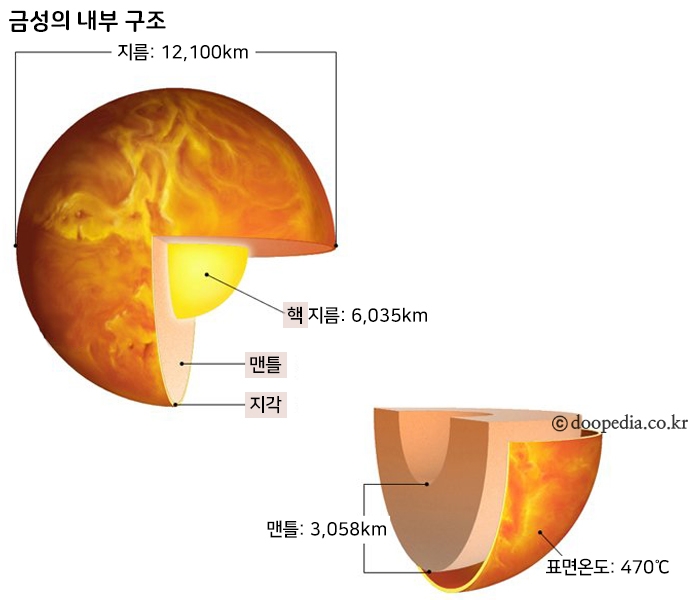 금성의 내부 구조
지름: 12,100km
핵 지름: 6,035km
맨틀
지각
ⓒdoopedia.co.kr
맨틀: 3,058km
표면온도: 470℃